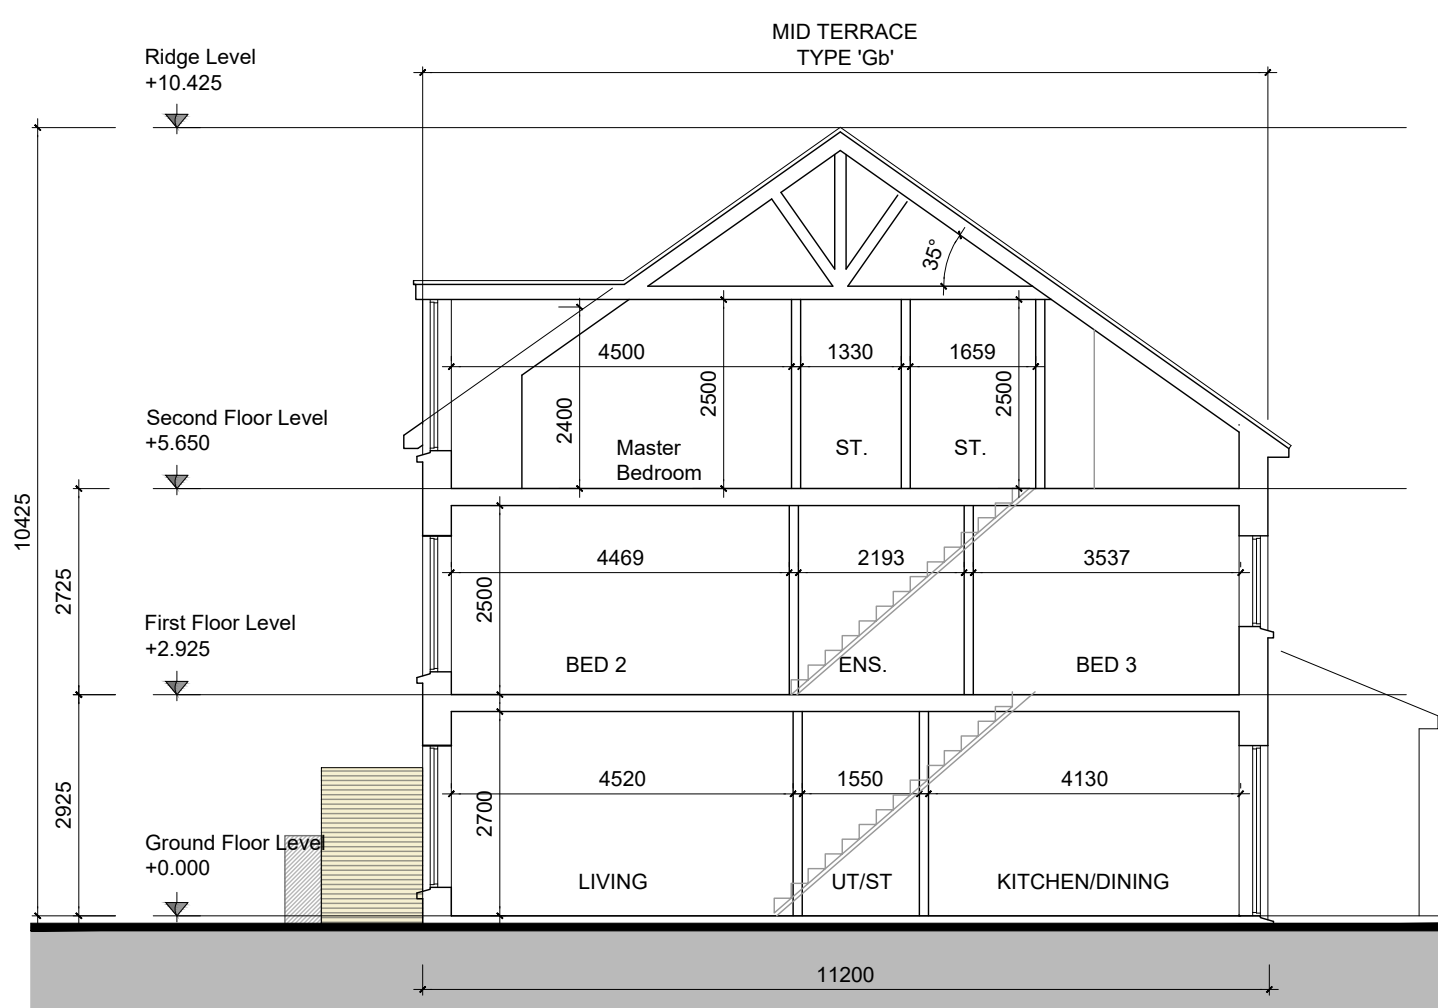 MID TERRACE
TYPE 'Gb'
Ridge Level
+10.425
35°
4500
1330
1659
2500
2500
2400
Second Floor Level
+5.650
Master
Bedroom
ST.
ST.
10425
2725
4469
2193
3537
2500
First Floor Level
+2.925
BED 2
ENS.
BED 3
2925
4520
1550
4130
2700
Ground Floor Level
+0.000
LIVING
UT/ST
KITCHEN/DINING
11200